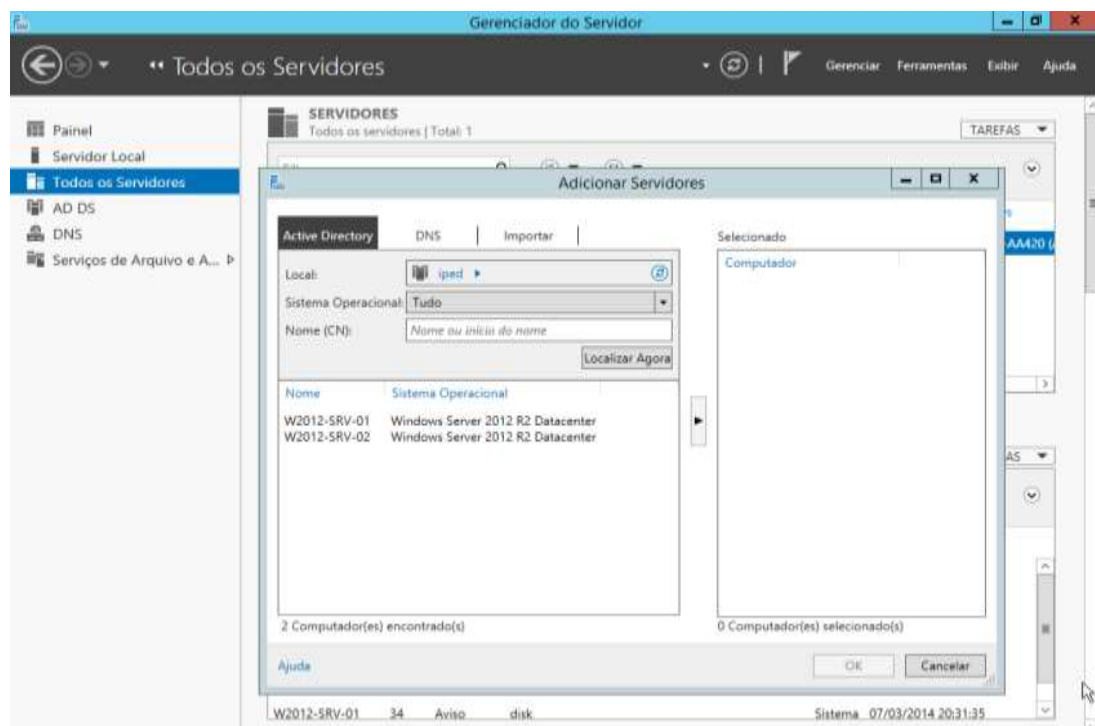 Gerenciador do Servidor
Todos os Servidores
Gerenciar Ferramentas Exibir Ajuda
Painel
Servidor Local
Todos os Servidores
AD DS
DNS
Serviços de Arquivo e A...
SERVIDORES
Todos os servidores | Total: 1
TAREFAS
Adicionar Servidores
Active Directory DNS Importar
Local: iped
Sistema Operacional: Tudo
Nome (CN): Nome ou início do nome
Localizar Agora
Nome Sistema Operacional
W2012-SRV-01 Windows Server 2012 R2 Datacenter
W2012-SRV-02 Windows Server 2012 R2 Datacenter
2 Computador(es) encontrado(s)
Selecionado
Computador
0 Computador(es) selecionado(s)
Ajuda
OK Cancelar
AA420 (
AS
W2012-SRV-01 34 Aviso disk Sistema 07/03/2014 20:31:35